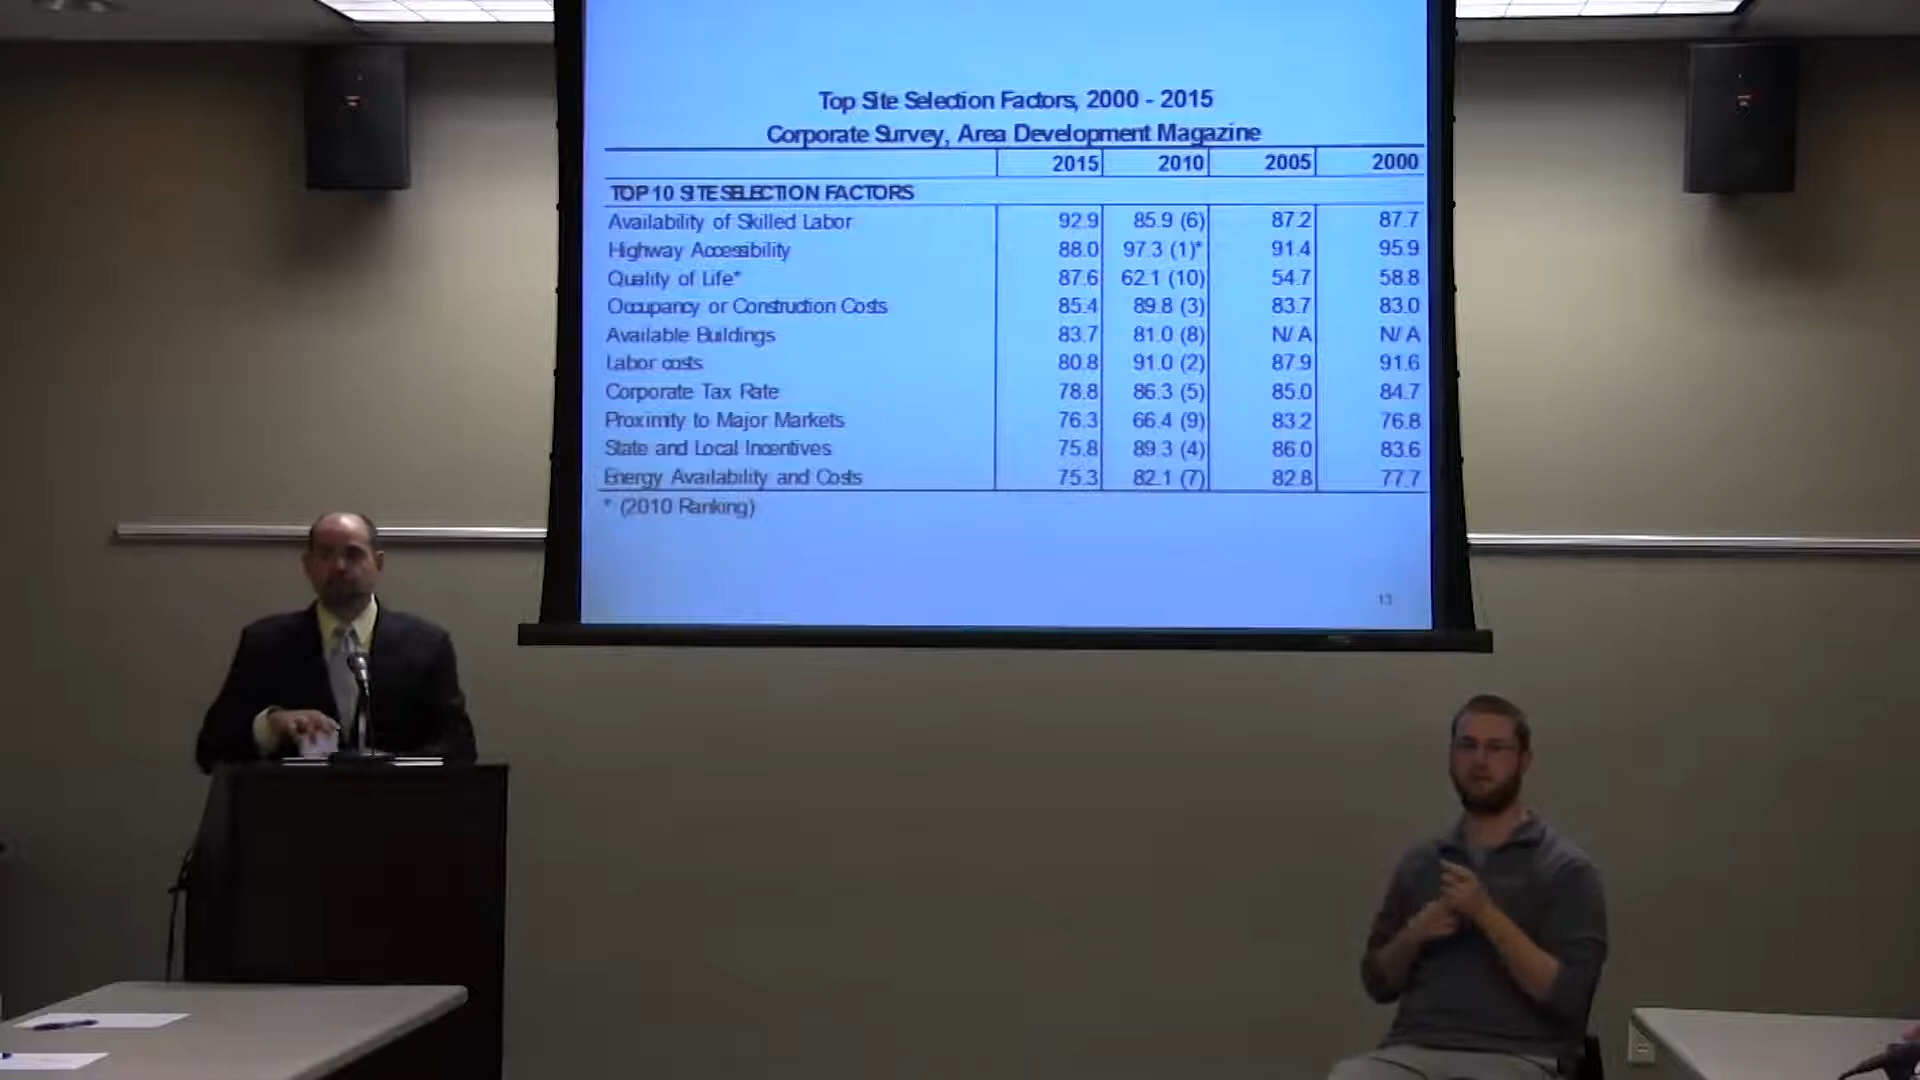 Top Site Selection Factors, 2000 - 2015
Corporate Survey, Area Development Magazine
2015 2010 2005 2000
TOP 10 SITE SELECTION FACTORS
Availability of Skilled Labor 92.9 85.9 (6) 87.2 87.7
Highway Accessibility 88.0 97.3 (1)* 91.4 95.9
Quality of Life* 87.6 62.1 (10) 54.7 58.8
Occupancy or Construction Costs 85.4 89.8 (3) 83.7 83.0
Available Buildings 83.7 81.0 (8) N/A N/A
Labor costs 80.8 91.0 (2) 87.9 91.6
Corporate Tax Rate 78.8 86.3 (5) 85.0 84.7
Proximity to Major Markets 76.3 66.4 (9) 83.2 76.8
State and Local Incentives 75.8 89.3 (4) 86.0 83.6
Energy Availability and Costs 75.3 82.1 (7) 82.8 77.7
* (2010 Ranking)
13